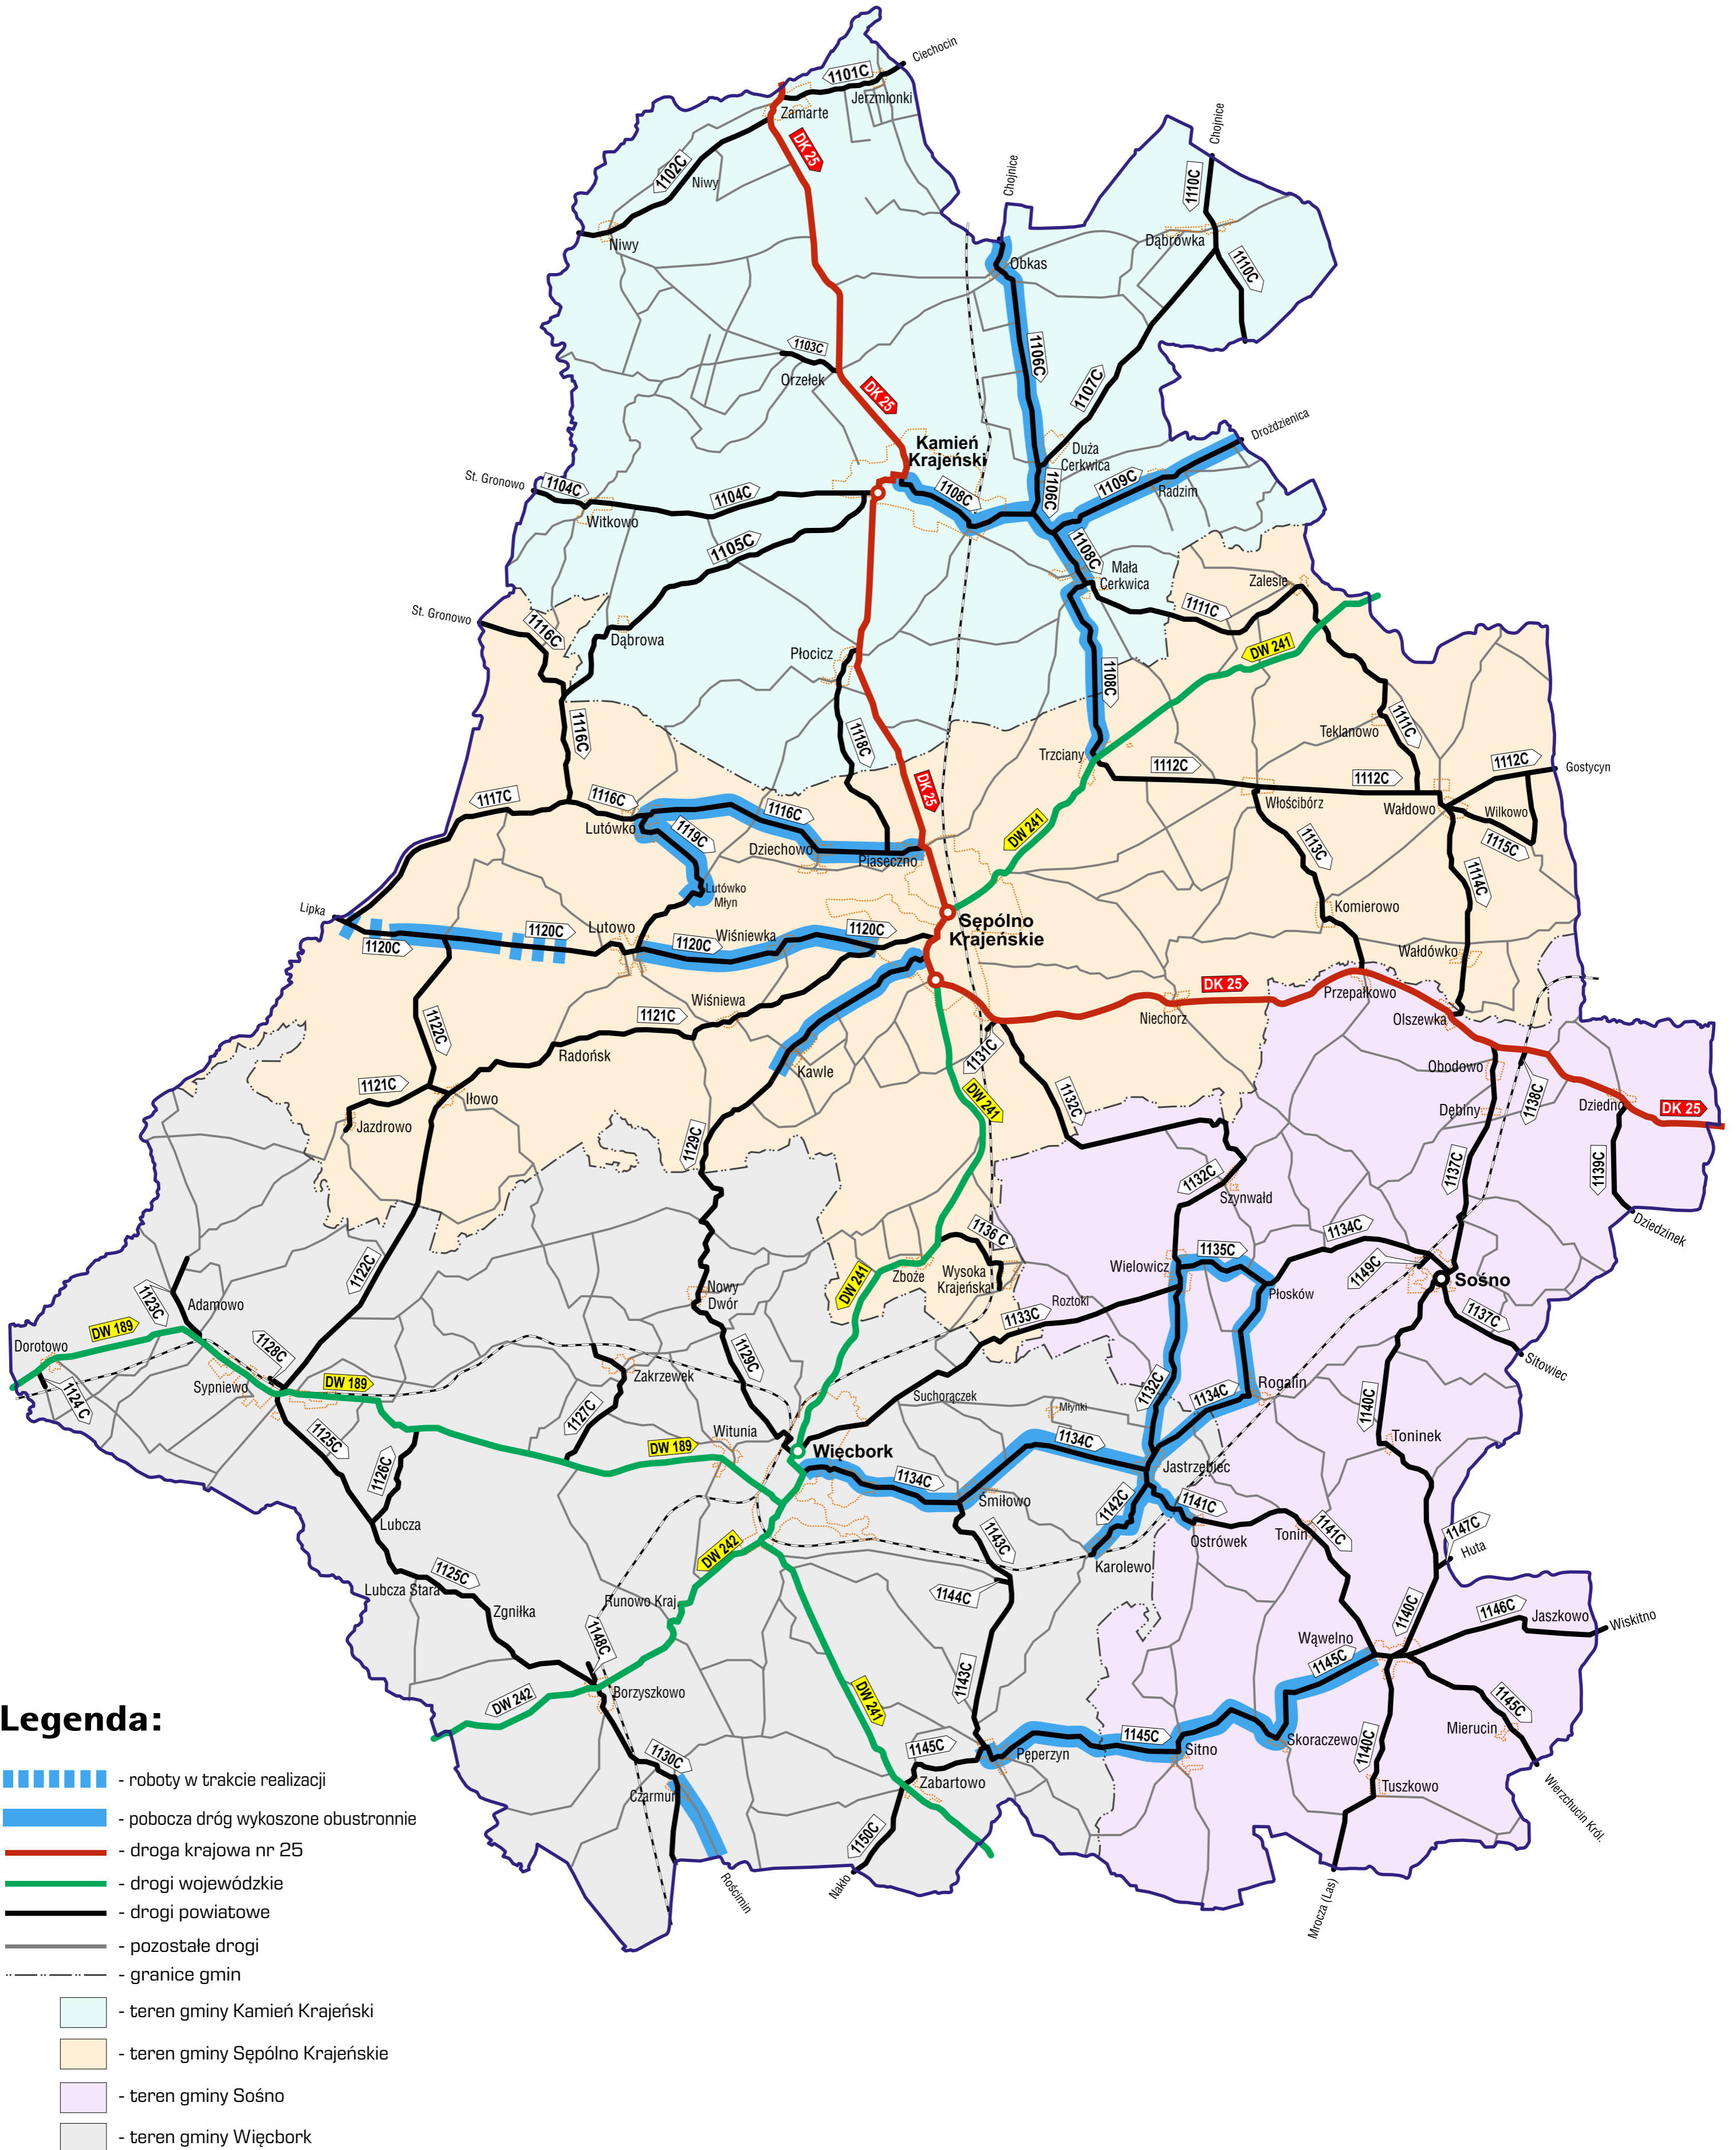 Ciechocin
1101C
Jerzmionki
Zamarte
DK 25
1102C
Niwy
Niwy
Chojnice
Chojnice
1110C
Dąbrówka
1110C
Obkas
1106C
1103C
Orzełek
DK 25
1107C
Kamień
Krajeński
Duża
Cerkwica
Drożdzienica
St. Gronowo
1104C
1104C
Witkowo
1108C
1106C
1109C
Radzim
1105C
1108C
Mała
Cerkwica
Zalesie
St. Gronowo
1116C
Dąbrowa
1111C
DW 241
Płocicz
1108C
1116C
1118C
Teklanowo
1111C
Trzciany
1112C
1112C
1112C
Gostycyn
DK 25
1117C
1116C
Lutówko
1116C
1119C
Dziechowo
Piaseczno
DW 241
Włościbórz
Wałdowo
Wilkowo
1113C
1115C
1114C
Lutówko
Młyn
Lipka
1120C
1120C
Lutowo
1120C
Wiśniewka
1120C
Sępólno
Krajeńskie
Komierowo
Wałdówko
DK 25
Przepałkowo
Niechorz
Olszewka
Wiśniewa
1121C
1122C
Radońsk
Kawle
1131C
Obodowo
1121C
Iłowo
Jazdrowo
DW 241
1132C
Dębiny
1138C
Dziedno
DK 25
1129C
1132C
Szynwałd
1137C
1139C
Dziedzinek
1136 C
1134C
1122C
Zboże
Wysoka
Krajeńska
Wielowicz
1135C
1149C
Sośno
1123C
Adamowo
Nowy
Dwór
DW 241
Roztoki
1133C
Płosków
1137C
Dorotowo
DW 189
1128C
1129C
Sitowiec
Sypniewo
DW 189
Zakrzewek
1124 C
Suchorączek
1132C
1134C
Rogalin
1140C
Młynki
1127C
1125C
Witunia
DW 189
Więcbork
1134C
Toninek
1126C
1134C
Jastrzębiec
Śmiłowo
1142C
1141C
Lubcza
1143C
Ostrówek
Tonin
1141C
1147C
Huta
DW 242
Karolewo
1125C
Lubcza Stara
Runowo Kraj.
1144C
Zgniłka
1140C
1146C
Jaszkowo
Wiskitno
1148C
Wąwelno
1145C
1143C
Borzyszkowo
DW 242
DW 241
1145C
Mierucin
Legenda:
1145C
Pęperzyn
1145C
Sitno
Skoraczewo
1140C
1130C
- roboty w trakcie realizacji
Czarmuń
Zabartowo
Tuszkowo
Wierzchucin Król.
- pobocza dróg wykoszone obustronnie
1150C
- droga krajowa nr 25
Rościmin
Nakło
- drogi wojewódzkie
Mrocza (Las)
- drogi powiatowe
- pozostałe drogi
- granice gmin
- teren gminy Kamień Krajeński
- teren gminy Sępólno Krajeńskie
- teren gminy Sośno
- teren gminy Więcbork